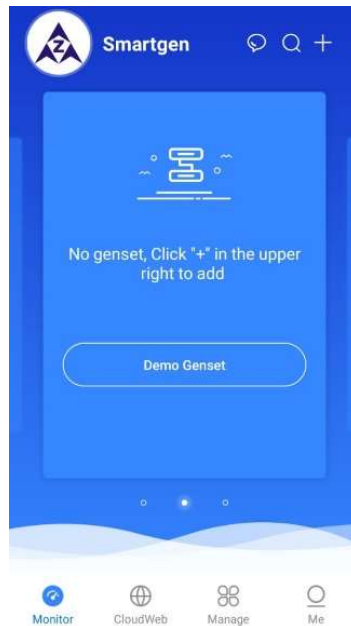 Z
Smartgen
No genset, Click "+" in the upper
right to add
Demo Genset
Monitor
CloudWeb
Manage
Me